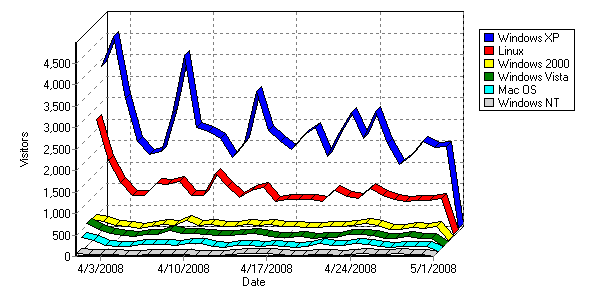 4,500
4,000
3,500
3,000
2,500
2,000
1,500
1,000
500
0
Visitors
4/3/2008 4/10/2008 4/17/2008 4/24/2008 5/1/2008
Date
Windows XP
Linux
Windows 2000
Windows Vista
Mac OS
Windows NT